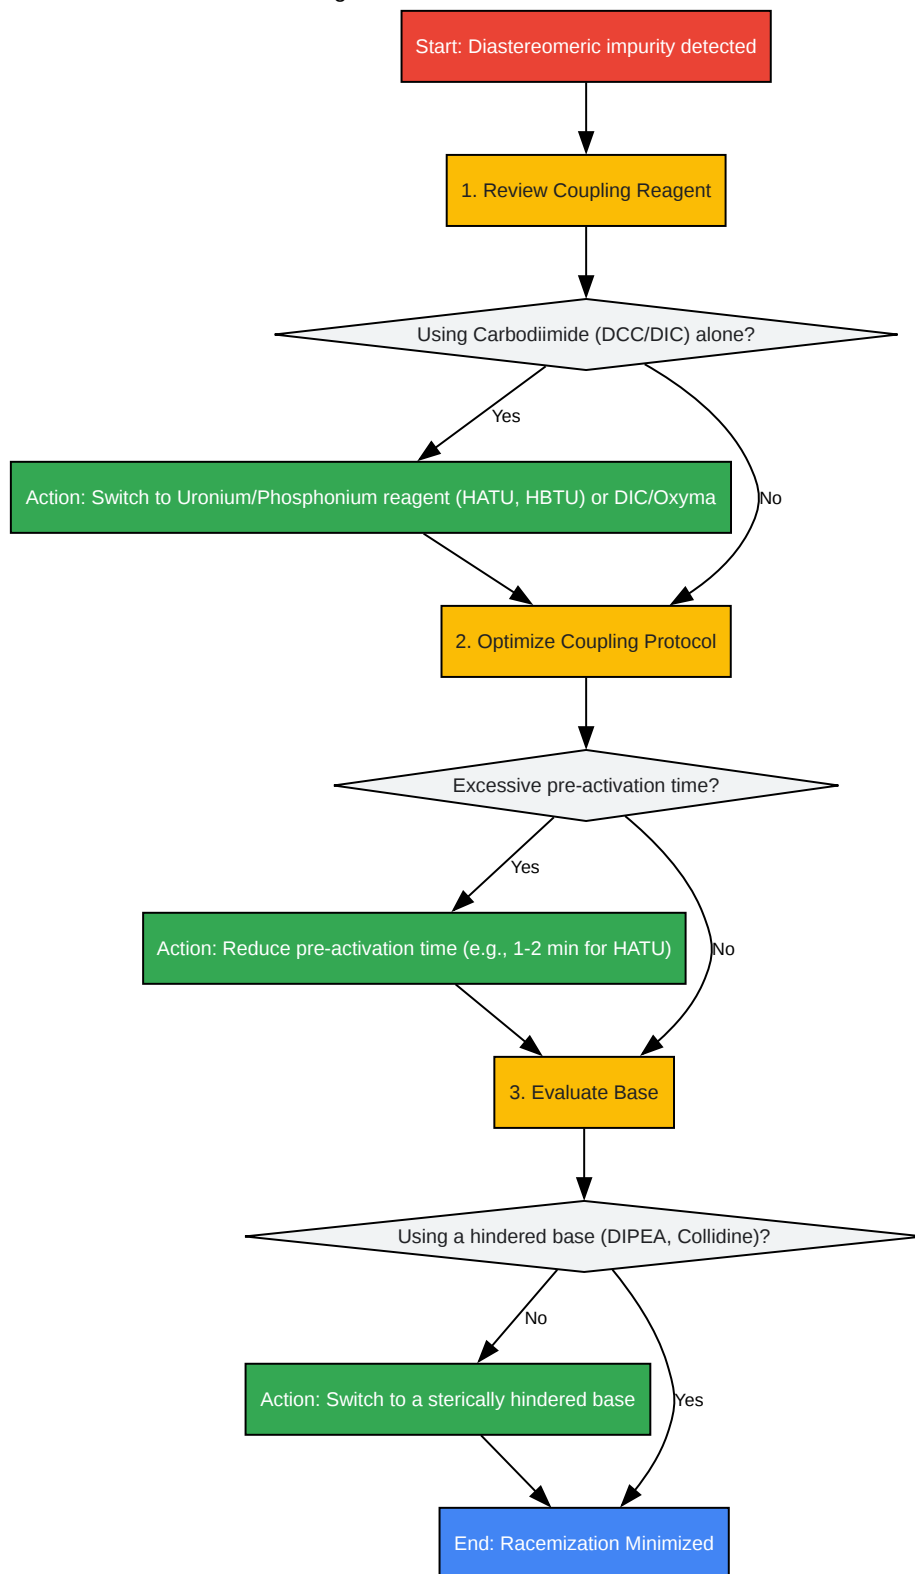 Start: Diastereomeric impurity detected
1. Review Coupling Reagent
Using Carbodiimide (DCC/DIC) alone?
Yes
Action: Switch to Uronium/Phosphonium reagent (HATU, HBTU) or DIC/Oxyma
No
2. Optimize Coupling Protocol
Excessive pre-activation time?
Yes
Action: Reduce pre-activation time (e.g., 1-2 min for HATU)
No
3. Evaluate Base
Using a hindered base (DIPEA, Collidine)?
No
Action: Switch to a sterically hindered base
Yes
End: Racemization Minimized